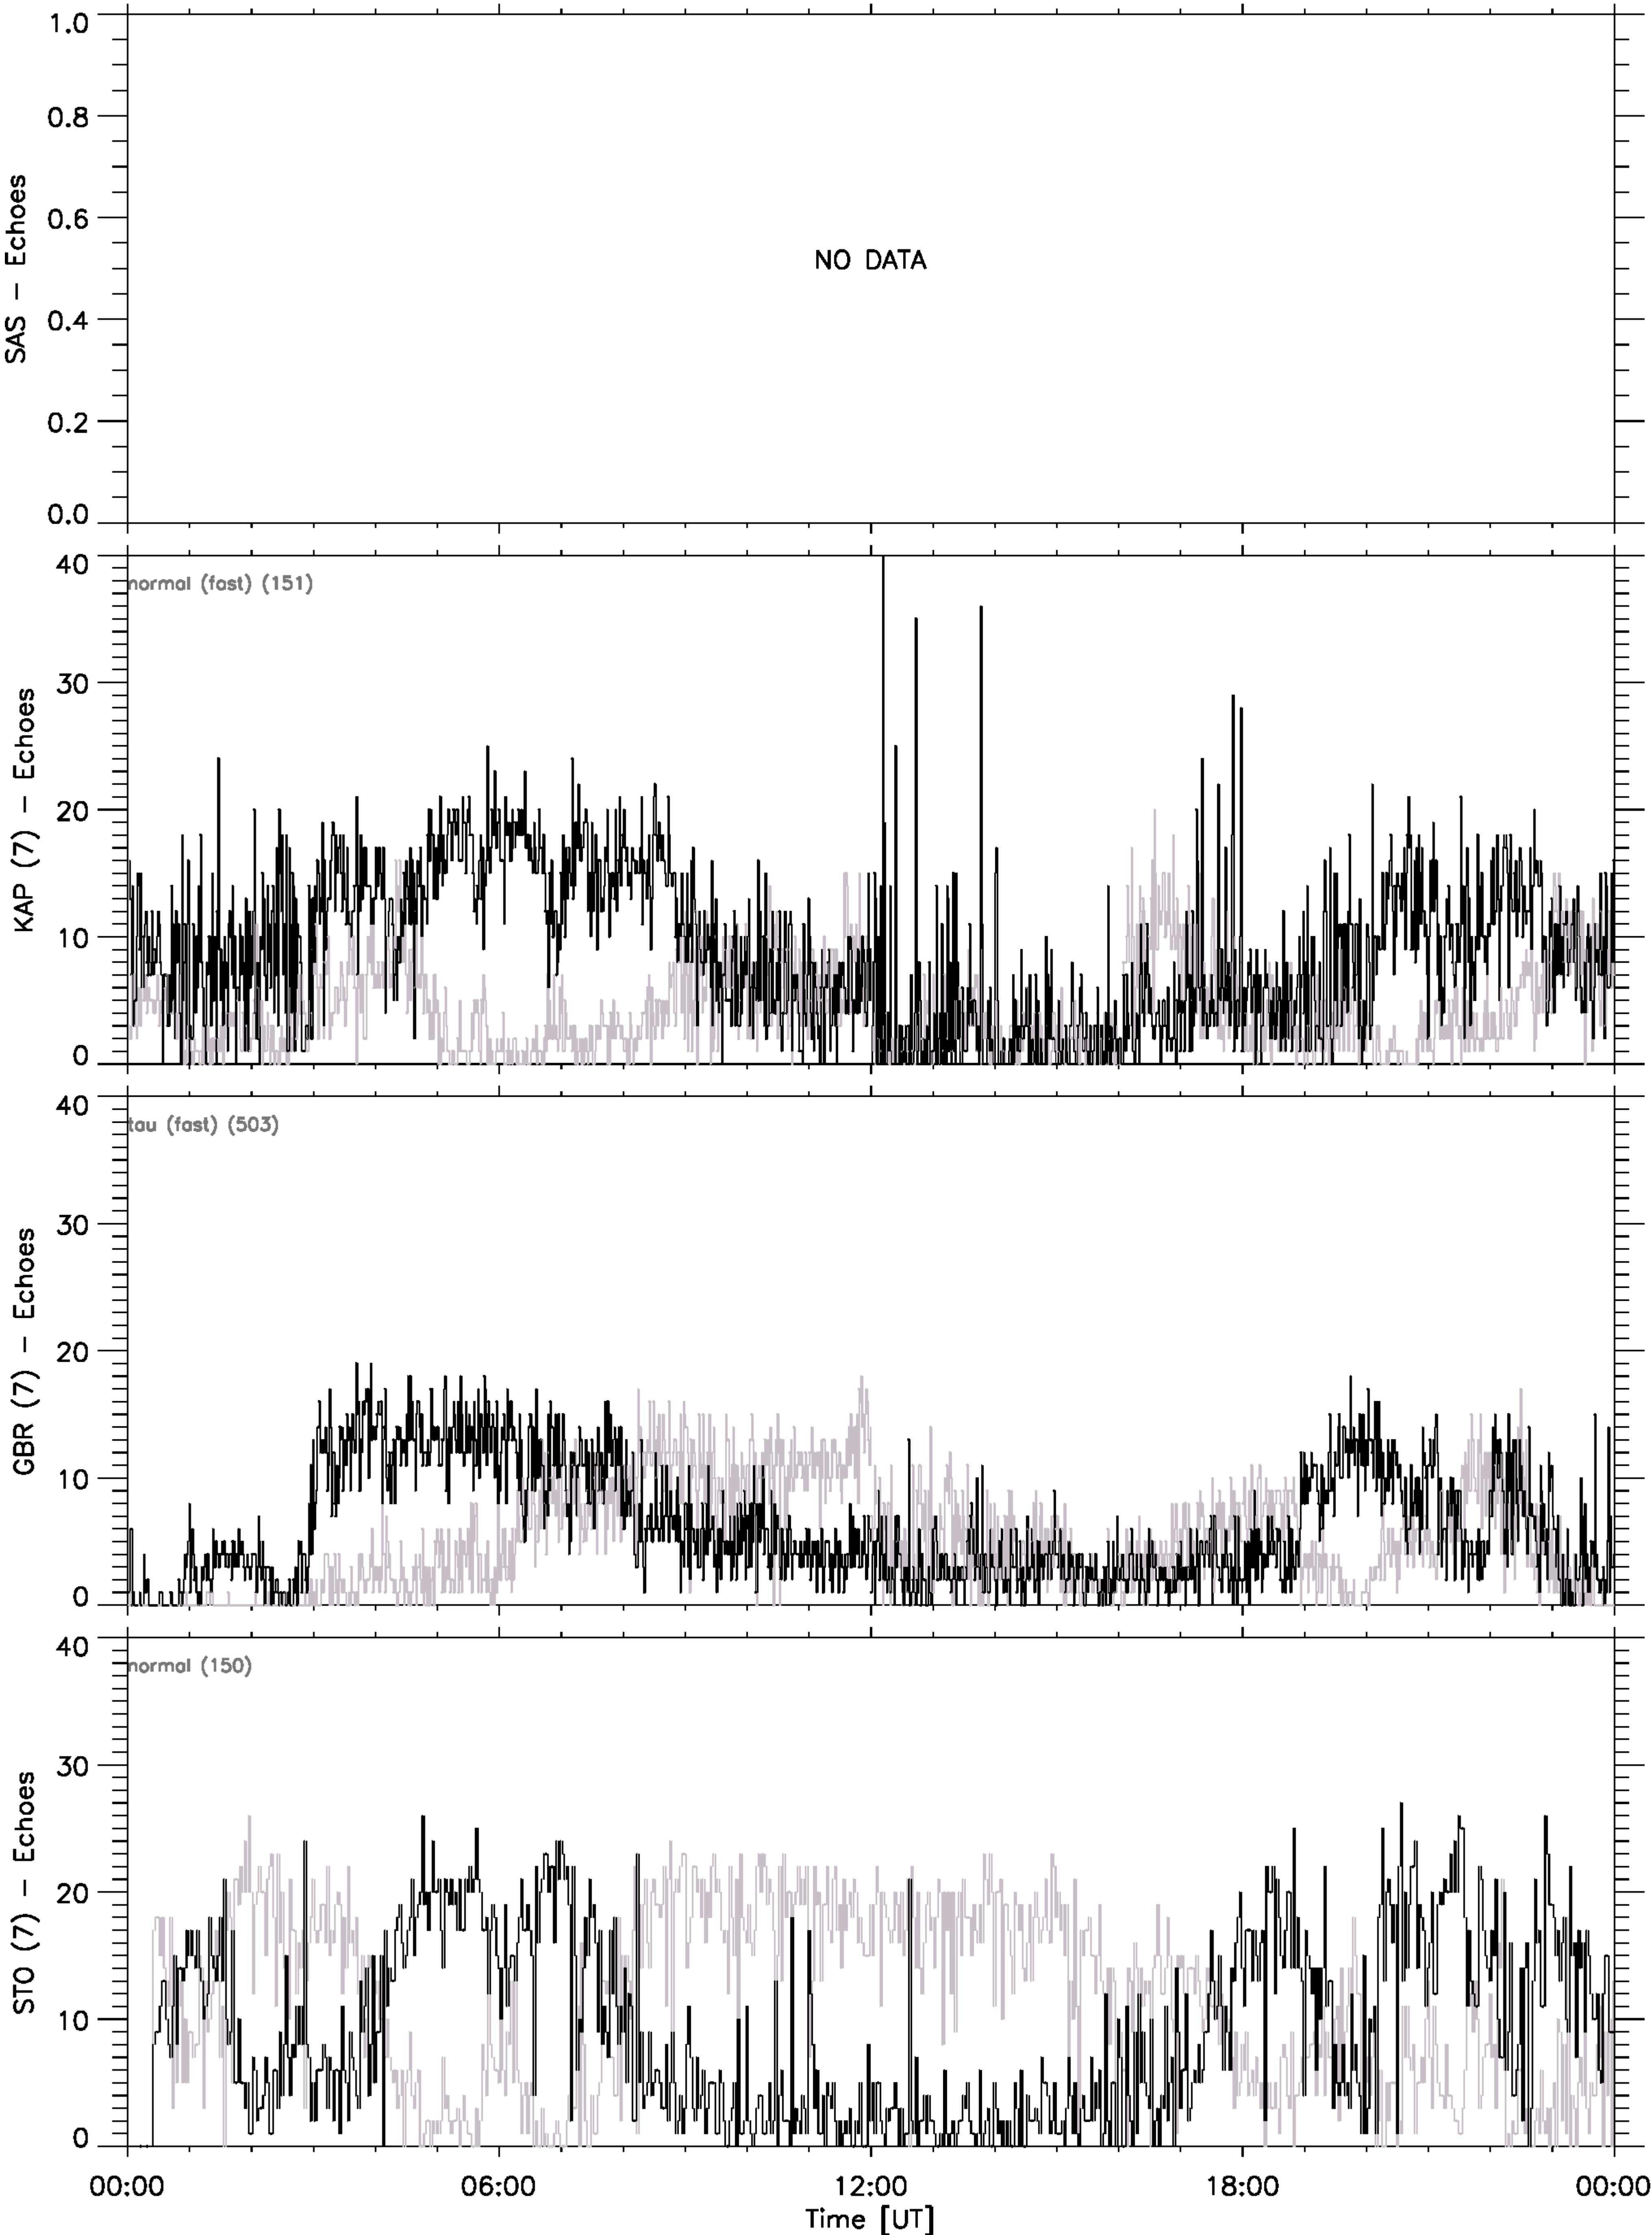 1.0
0.8
0.6
0.4
0.2
0.0
SAS - Echoes
NO DATA
40
30
20
10
0
KAP (7) - Echoes
normal (fast) (151)
40
30
20
10
0
GBR (7) - Echoes
tau (fast) (503)
40
30
20
10
0
STO (7) - Echoes
normal (150)
00:00 06:00 12:00 18:00 00:00
Time [UT]